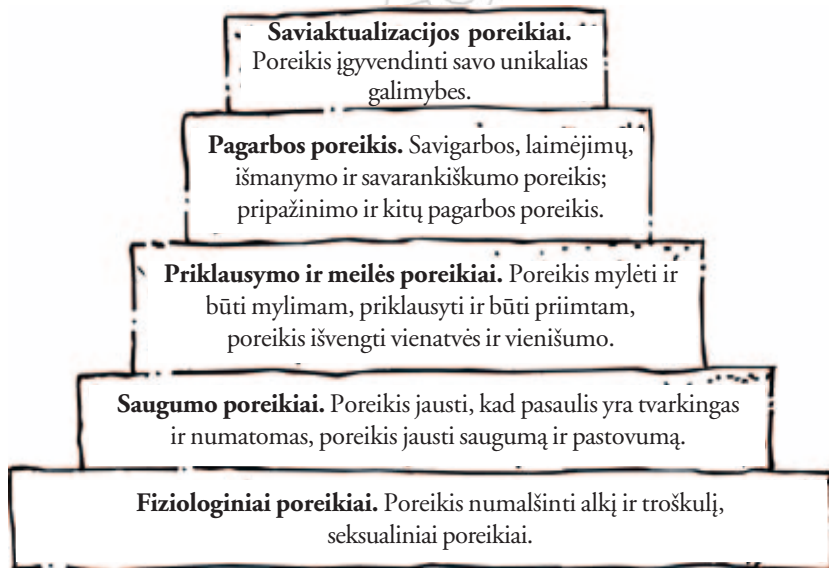 Saviaktualizacijos poreikiai.
Poreikis įgyvendinti savo unikalias
galimybes.
Pagarbos poreikis. Savigarbos, laimėjimų,
išmanymo ir savarankiškumo poreikis;
pripažinimo ir kitų pagarbos poreikis.
Priklausymo ir meilės poreikiai. Poreikis mylėti ir
būti mylimam, priklausyti ir būti priimtam,
poreikis išvengti vienatvės ir vienišumo.
Saugumo poreikiai. Poreikis jausti, kad pasaulis yra tvarkingas
ir numatomas, poreikis jausti saugumą ir pastovumą.
Fiziologiniai poreikiai. Poreikis numalšinti alkį ir troškulį,
seksualiniai poreikiai.